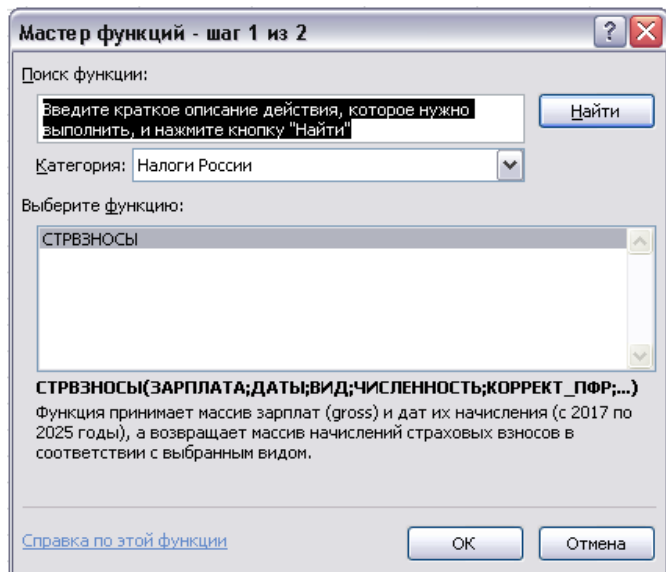 Мастер функций - шаг 1 из 2
Поиск функции:
Введите краткое описание действия, которое нужно
выполнить, и нажмите кнопку "Найти"
Найти
Категория: Налоги России
Выберите функцию:
СТРВЗНОСЫ
СТРВЗНОСЫ(ЗАРПЛАТА;ДАТЫ;ВИД;ЧИСЛЕННОСТЬ;КОРРЕКТ_ПФР;...)
Функция принимает массив зарплат (gross) и дат их начисления (с 2017 по
2025 годы), а возвращает массив начислений страховых взносов в
соответствии с выбранным видом.
Справка по этой функции
ОК
Отмена